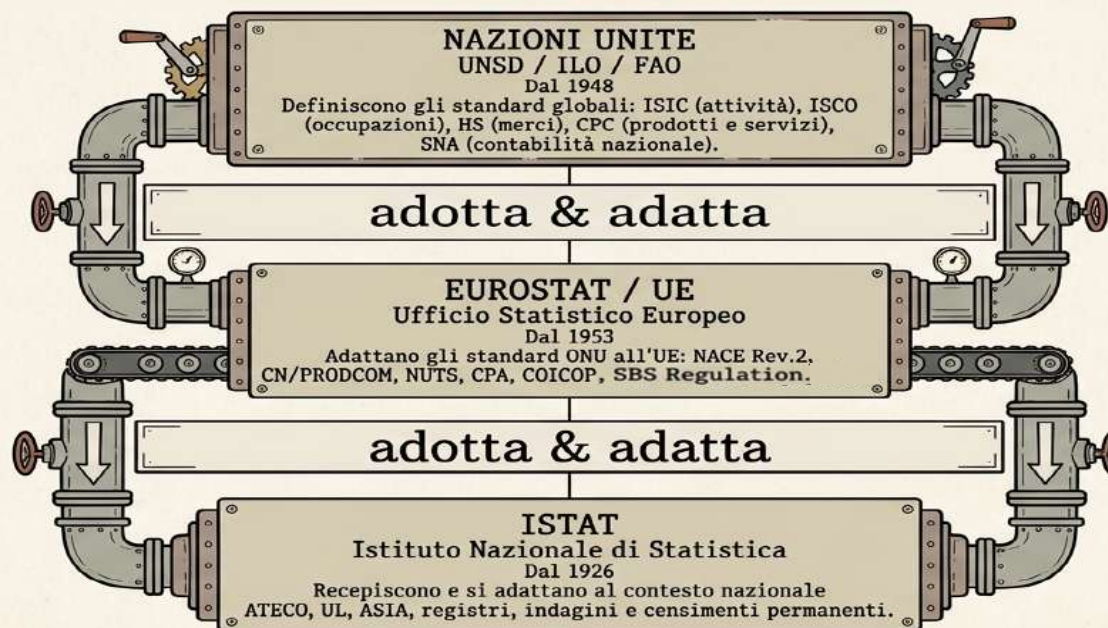 NAZIONI UNITE
UNSD / ILO / FAO
Dal 1948
Definiscono gli standard globali: ISIC (attività), ISCO
(occupazioni), HS (merci), CPC (prodotti e servizi),
SNA (contabilità nazionale).
adotta & adatta
EUROSTAT / UE
Ufficio Statistico Europeo
Dal 1953
Adattano gli standard ONU all'UE: NACE Rev.2,
CN/PRODCOM, NUTS, CPA, COICOP, SBS Regulation.
adotta & adatta
ISTAT
Istituto Nazionale di Statistica
Dal 1926
Recepiscono e si adattano al contesto nazionale
ATECO, UL, ASIA, registri, indagini e censimenti permanenti.